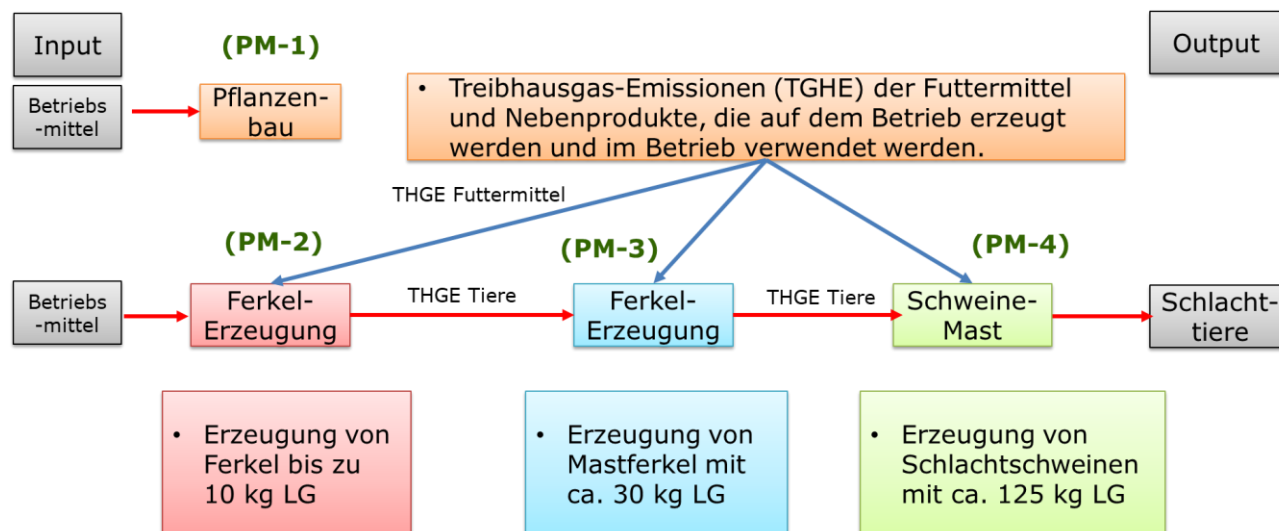 Input
(PM-1)
Output
Betriebs
-mittel
Pflanzen-
bau
• Treibhausgas-Emissionen (TGHE) der Futtermittel
und Nebenprodukte, die auf dem Betrieb erzeugt
werden und im Betrieb verwendet werden.
THGE Futtermittel
(PM-2)
(PM-3)
(PM-4)
Betriebs
-mittel
Ferkel-
Erzeugung
THGE Tiere
Ferkel-
Erzeugung
THGE Tiere
Schweine-
Mast
Schlacht-
tiere
• Erzeugung von
Ferkel bis zu
10 kg LG
• Erzeugung von
Mastferkel mit
ca. 30 kg LG
• Erzeugung von
Schlachtschweinen
mit ca. 125 kg LG